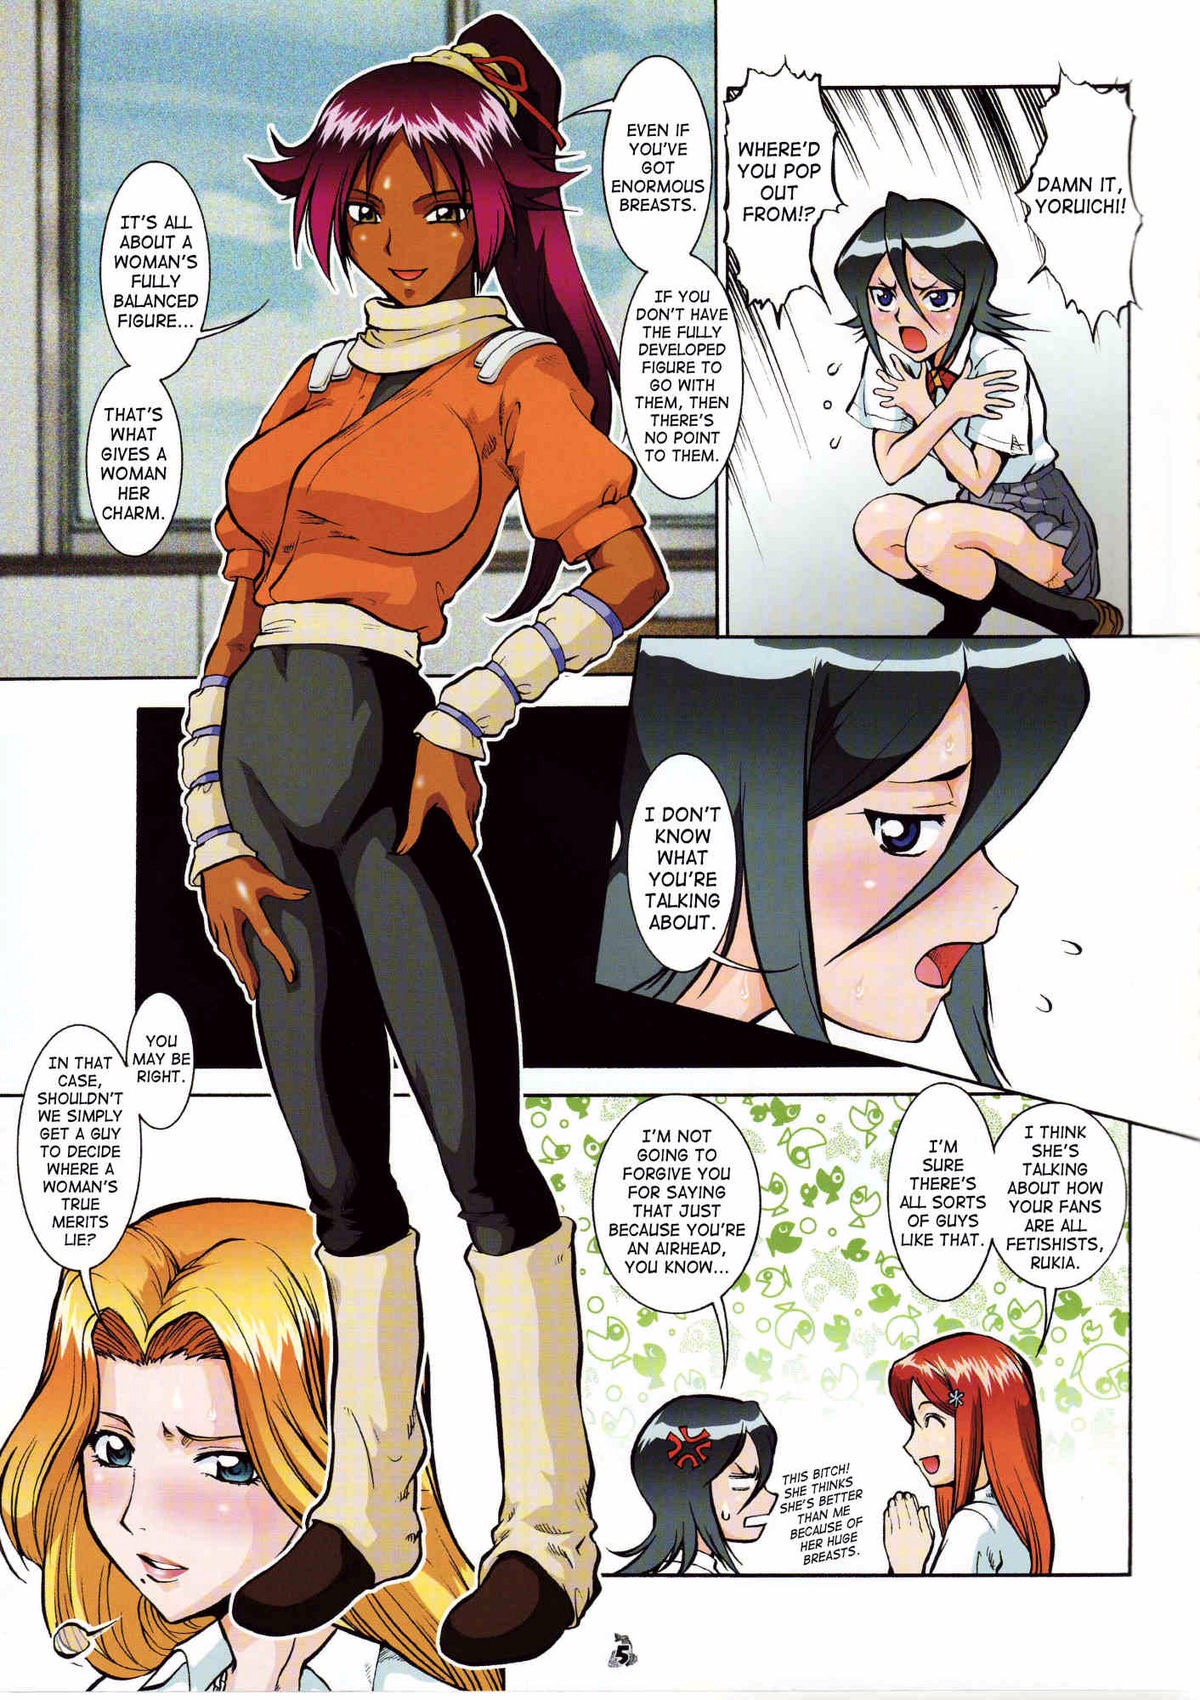 DAMN IT,
YORUICHI!
WHERE'D
YOU POP
OUT
FROM!?
EVEN IF
YOU'VE
GOT
ENORMOUS
BREASTS.
IF YOU
DON'T HAVE
THE FULLY
DEVELOPED
FIGURE TO
GO WITH
THEM, THEN
THERE'S
NO POINT
TO THEM.
IT'S ALL
ABOUT A
WOMAN'S
FULLY
BALANCED
FIGURE...
THAT'S
WHAT
GIVES A
WOMAN
HER
CHARM.
I DON'T
KNOW
WHAT
YOU'RE
TALKING
ABOUT.
I THINK
SHE'S
TALKING
ABOUT HOW
YOUR FANS
ARE ALL
FETISHISTS,
RUKIA.
I'M
SURE
THERE'S
ALL SORTS
OF GUYS
LIKE THAT.
I'M NOT
GOING TO
FORGIVE YOU
FOR SAYING
THAT JUST
BECAUSE YOU'RE
AN AIRHEAD,
YOU KNOW...
THIS BITCH!
SHE THINKS
SHE'S BETTER
THAN ME
BECAUSE OF
HER HUGE
BREASTS.
YOU
MAY BE
RIGHT.
IN THAT
CASE,
SHOULDN'T
WE SIMPLY
GET A GUY
TO DECIDE
WHERE A
WOMAN'S
TRUE
MERITS
LIE?
5